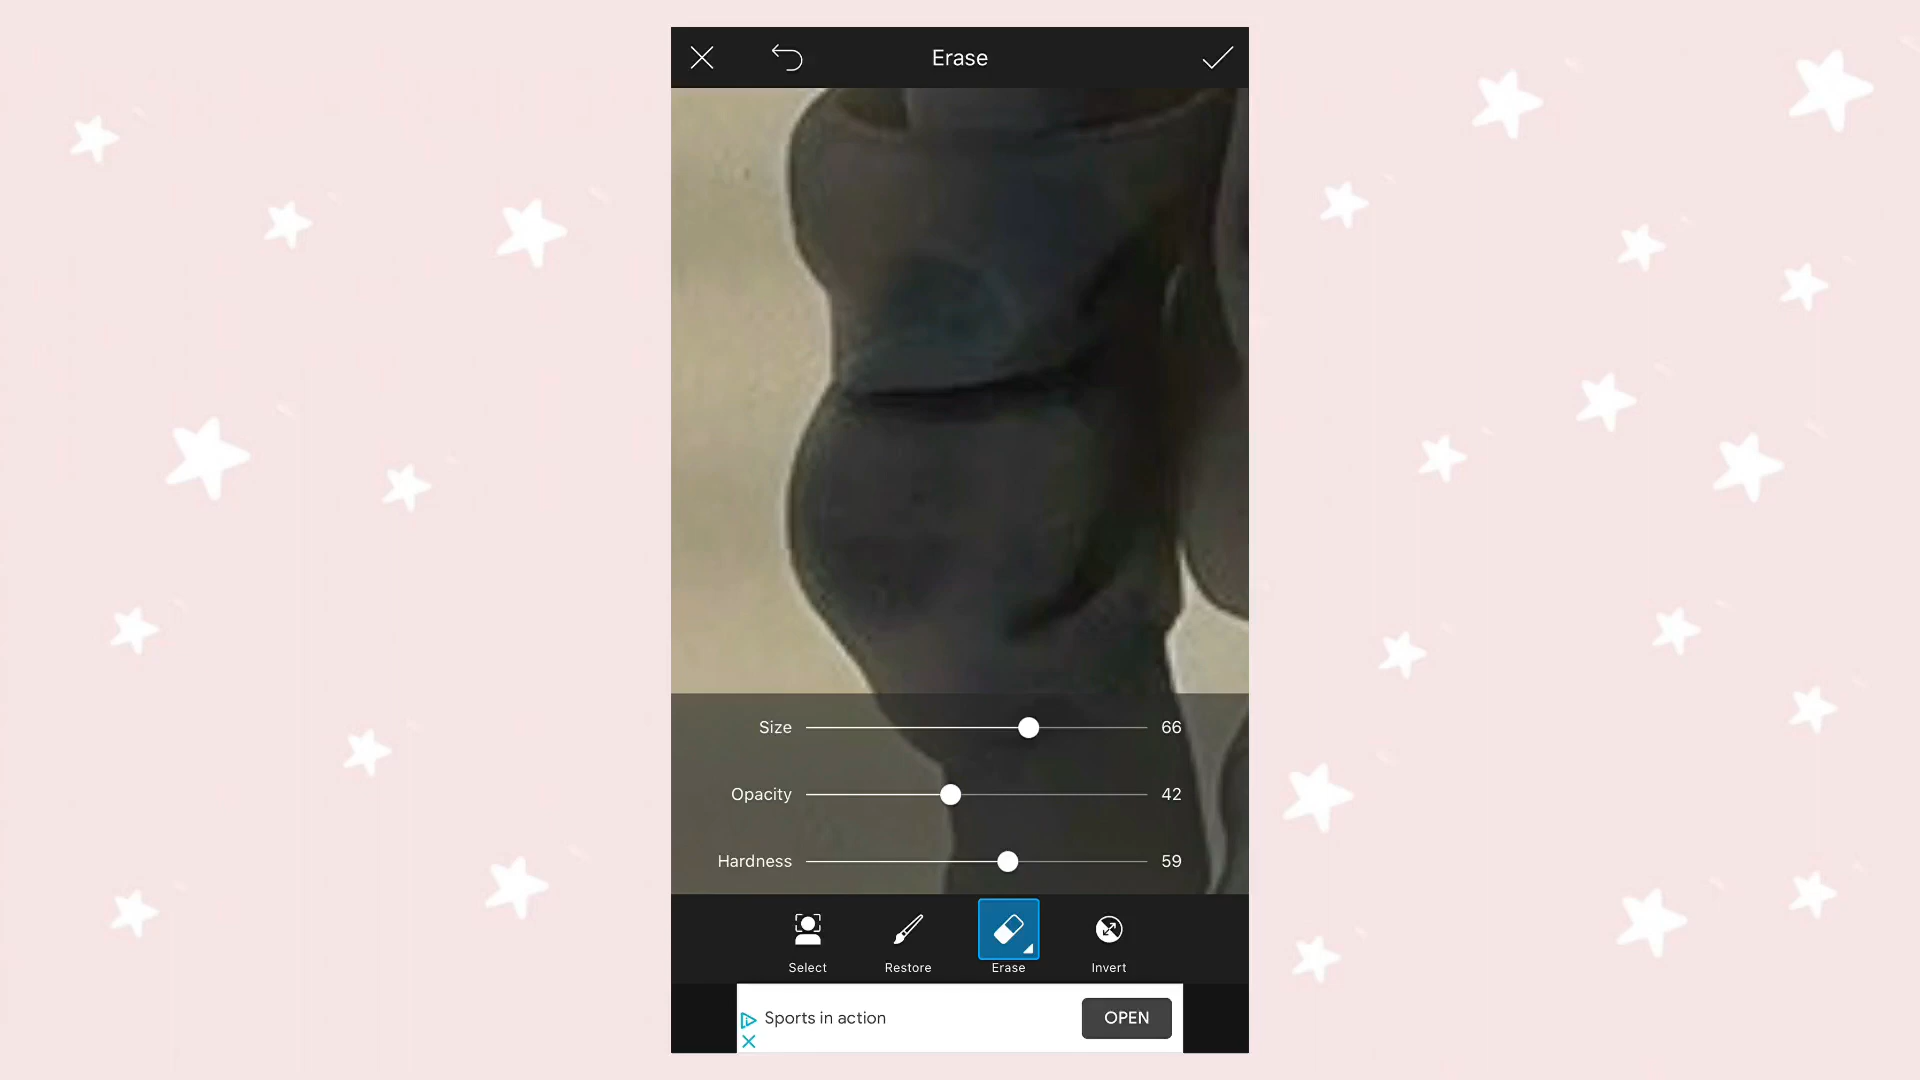 Erase
Size 66
Opacity 42
Hardness 59
Select Restore Erase Invert
Sports in action OPEN